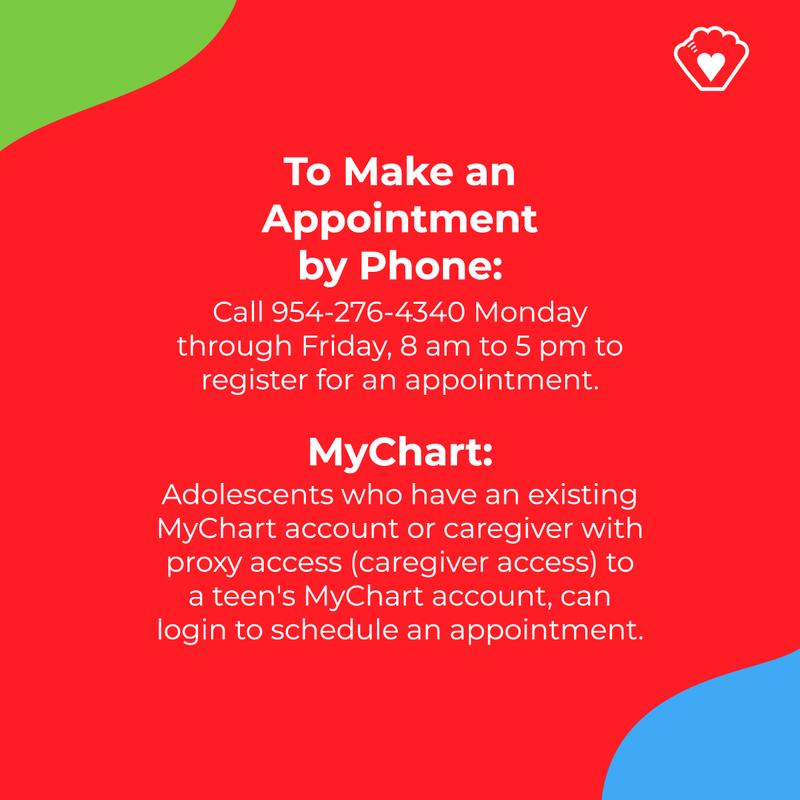 To Make an
Appointment
by Phone:
Call 954-276-4340 Monday
through Friday, 8 am to 5 pm to
register for an appointment.
MyChart:
Adolescents who have an existing
MyChart account or caregiver with
proxy access (caregiver access) to
a teen's MyChart account, can
login to schedule an appointment.